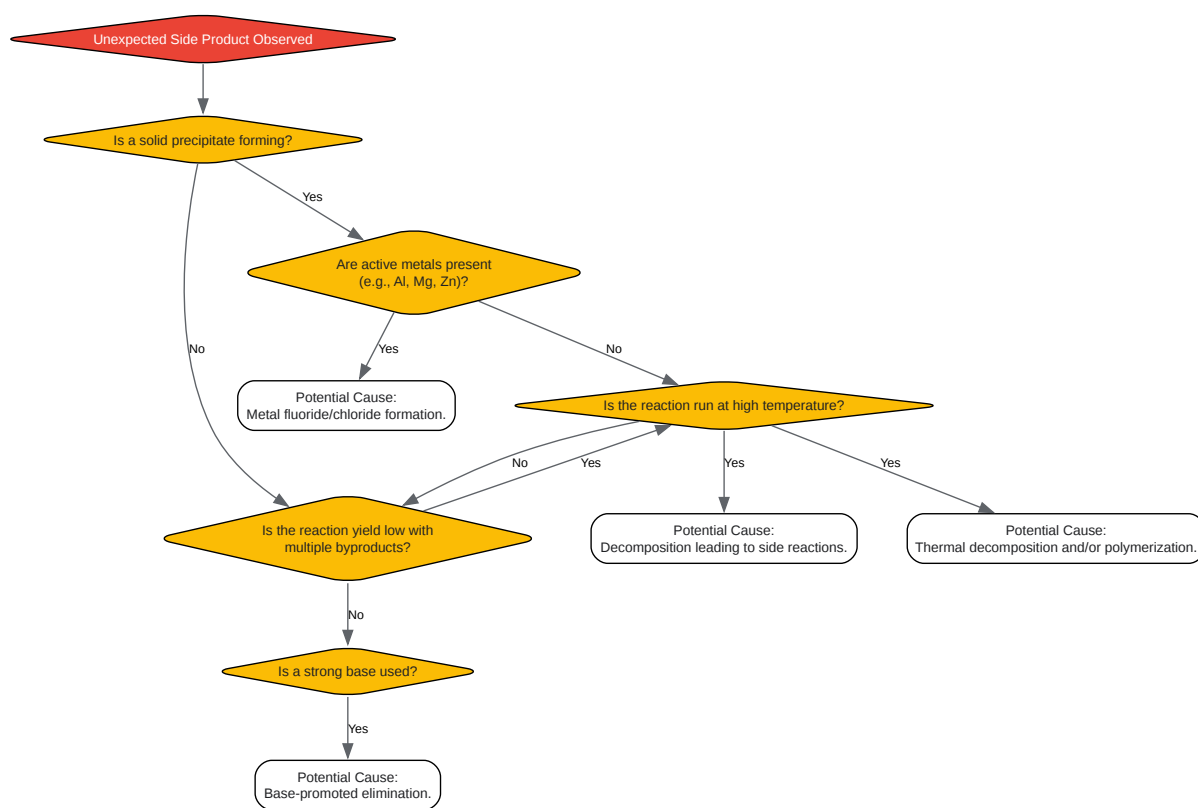 Unexpected Side Product Observed
Is a solid precipitate forming?
Yes
Are active metals present
(e.g., Al, Mg, Zn)?
No
Yes
No
Potential Cause:
Metal fluoride/chloride formation.
Is the reaction run at high temperature?
No
Yes
Yes
Yes
Is the reaction yield low with
multiple byproducts?
Potential Cause:
Decomposition leading to side reactions.
Potential Cause:
Thermal decomposition and/or polymerization.
No
Is a strong base used?
Yes
Potential Cause:
Base-promoted elimination.